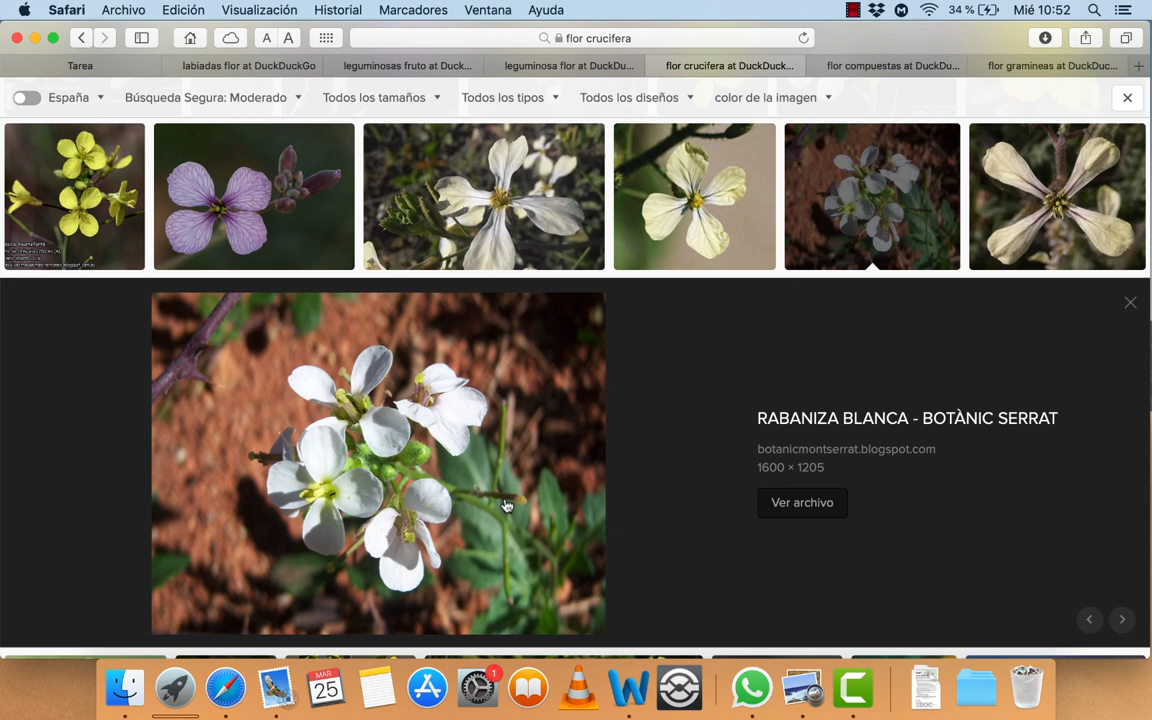 Safari Archivo Edición Visualización Historial Marcadores Ventana Ayuda 34 % Mié 10:52
A A flor crucifera
Tarea labiadas flor at DuckDuckGo leguminosas fruto at Duck... leguminosa flor at DuckDu... flor crucifera at DuckDuck... flor compuestas at DuckDu... flor gramineas at DuckDuc...
España Búsqueda Segura: Moderado Todos los tamaños Todos los tipos Todos los diseños color de la imagen
RABANIZA BLANCA - BOTÀNIC SERRAT
botanicmontserrat.blogspot.com
1600 × 1205
Ver archivo
MAR
25
1
DOC